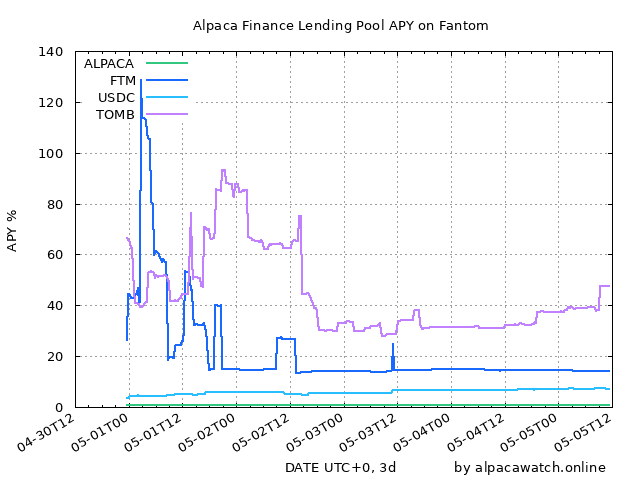 Alpaca Finance Lending Pool APY on Fantom
140
120
100
80
60
40
20
0
APY %
ALPACA
FTM
USDC
TOMB
04-30T12
05-01T00
05-01T12
05-02T00
05-02T12
05-03T00
05-03T12
05-04T00
05-04T12
05-05T00
05-05T12
DATE UTC+0, 3d
by alpacawatch.online